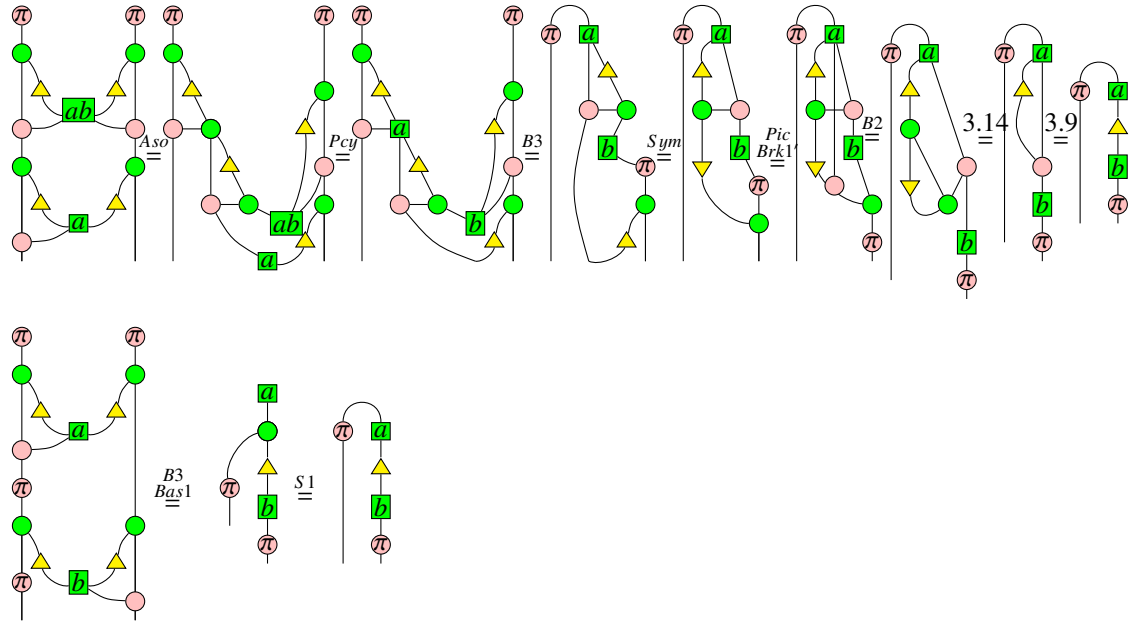 π π π π π π π π a π a π a π a π a π a
ab Aso = ab Pcy = a b B3 = b π Sym = b π Pic Brk1' = b B2 = π 3.14 = b π 3.9 = b π b π
a a
π π
a a π a
π B3 Bas1 = π b S1 = b
π b π π